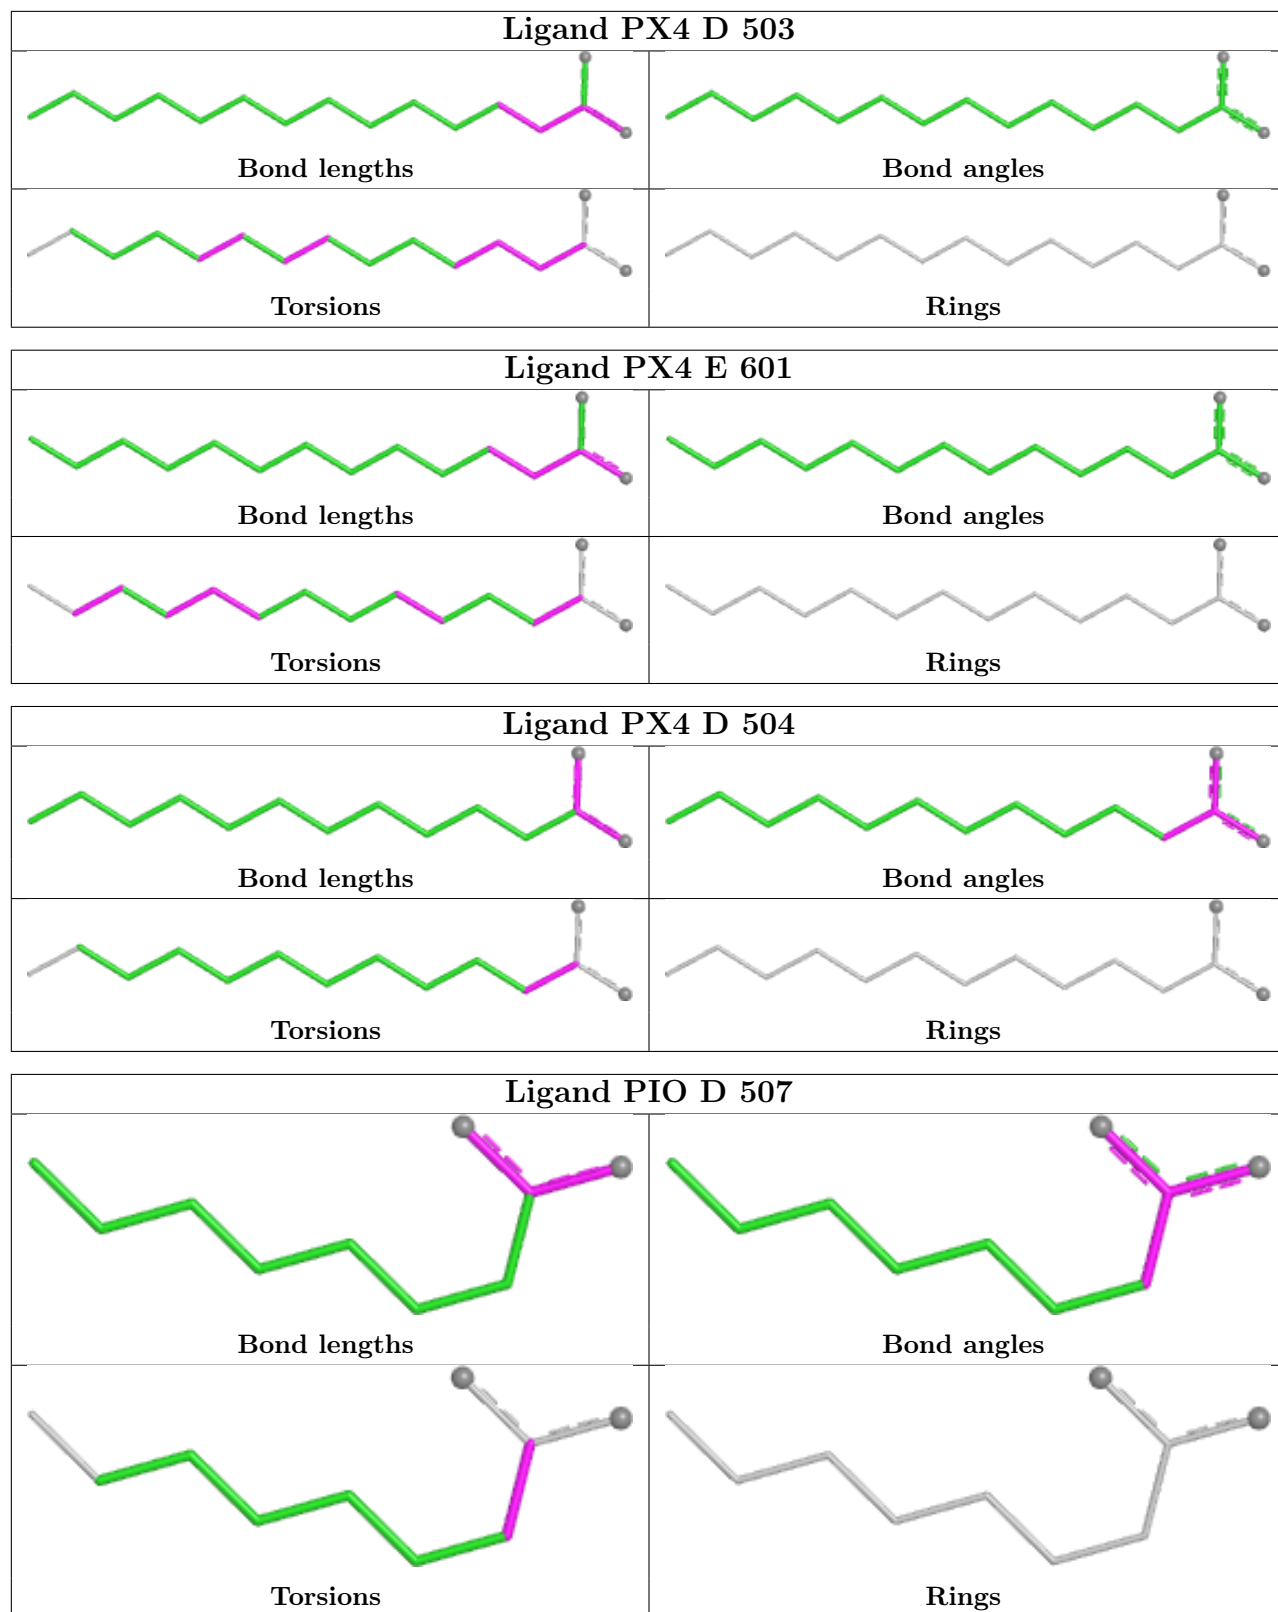 Ligand PX4 D 503
Bond lengths
Bond angles
Torsions
Rings
Ligand PX4 E 601
Bond lengths
Bond angles
Torsions
Rings
Ligand PX4 D 504
Bond lengths
Bond angles
Torsions
Rings
Ligand PIO D 507
Bond lengths
Bond angles
Torsions
Rings